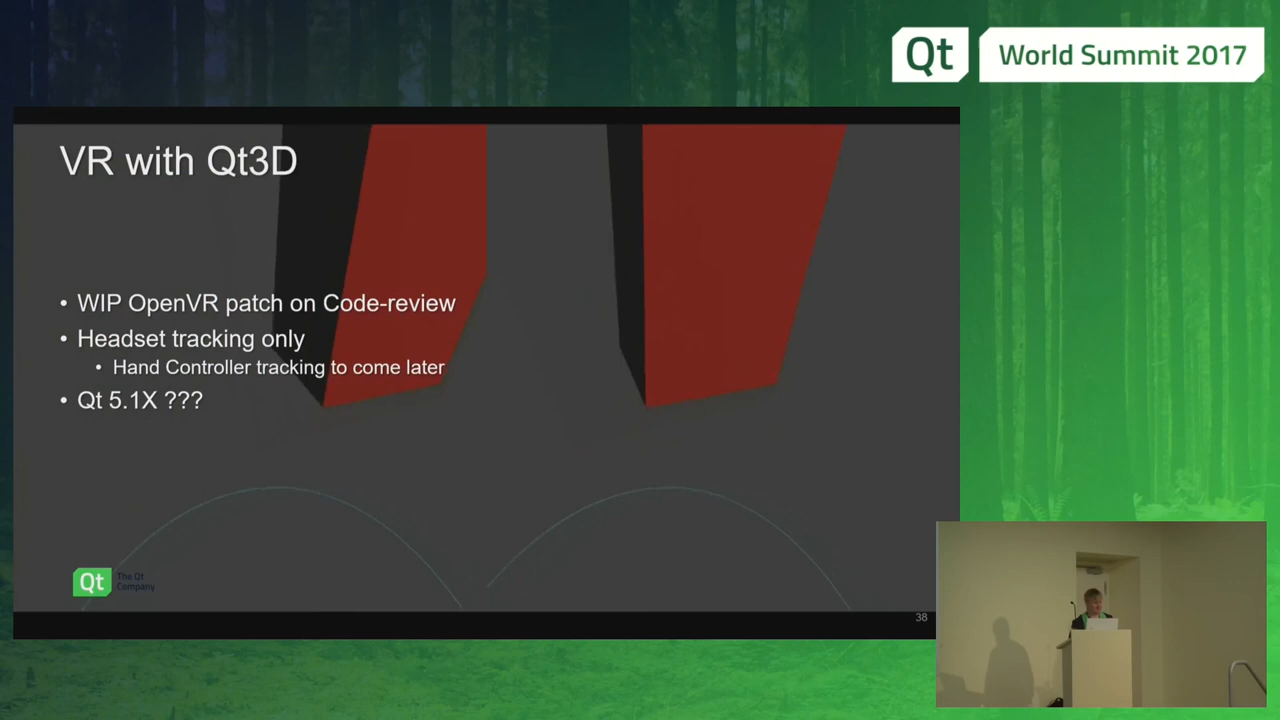 Qt World Summit 2017
VR with Qt3D
• WIP OpenVR patch on Code-review
• Headset tracking only
• Hand Controller tracking to come later
• Qt 5.1X ???
Qt The Qt
Company
38